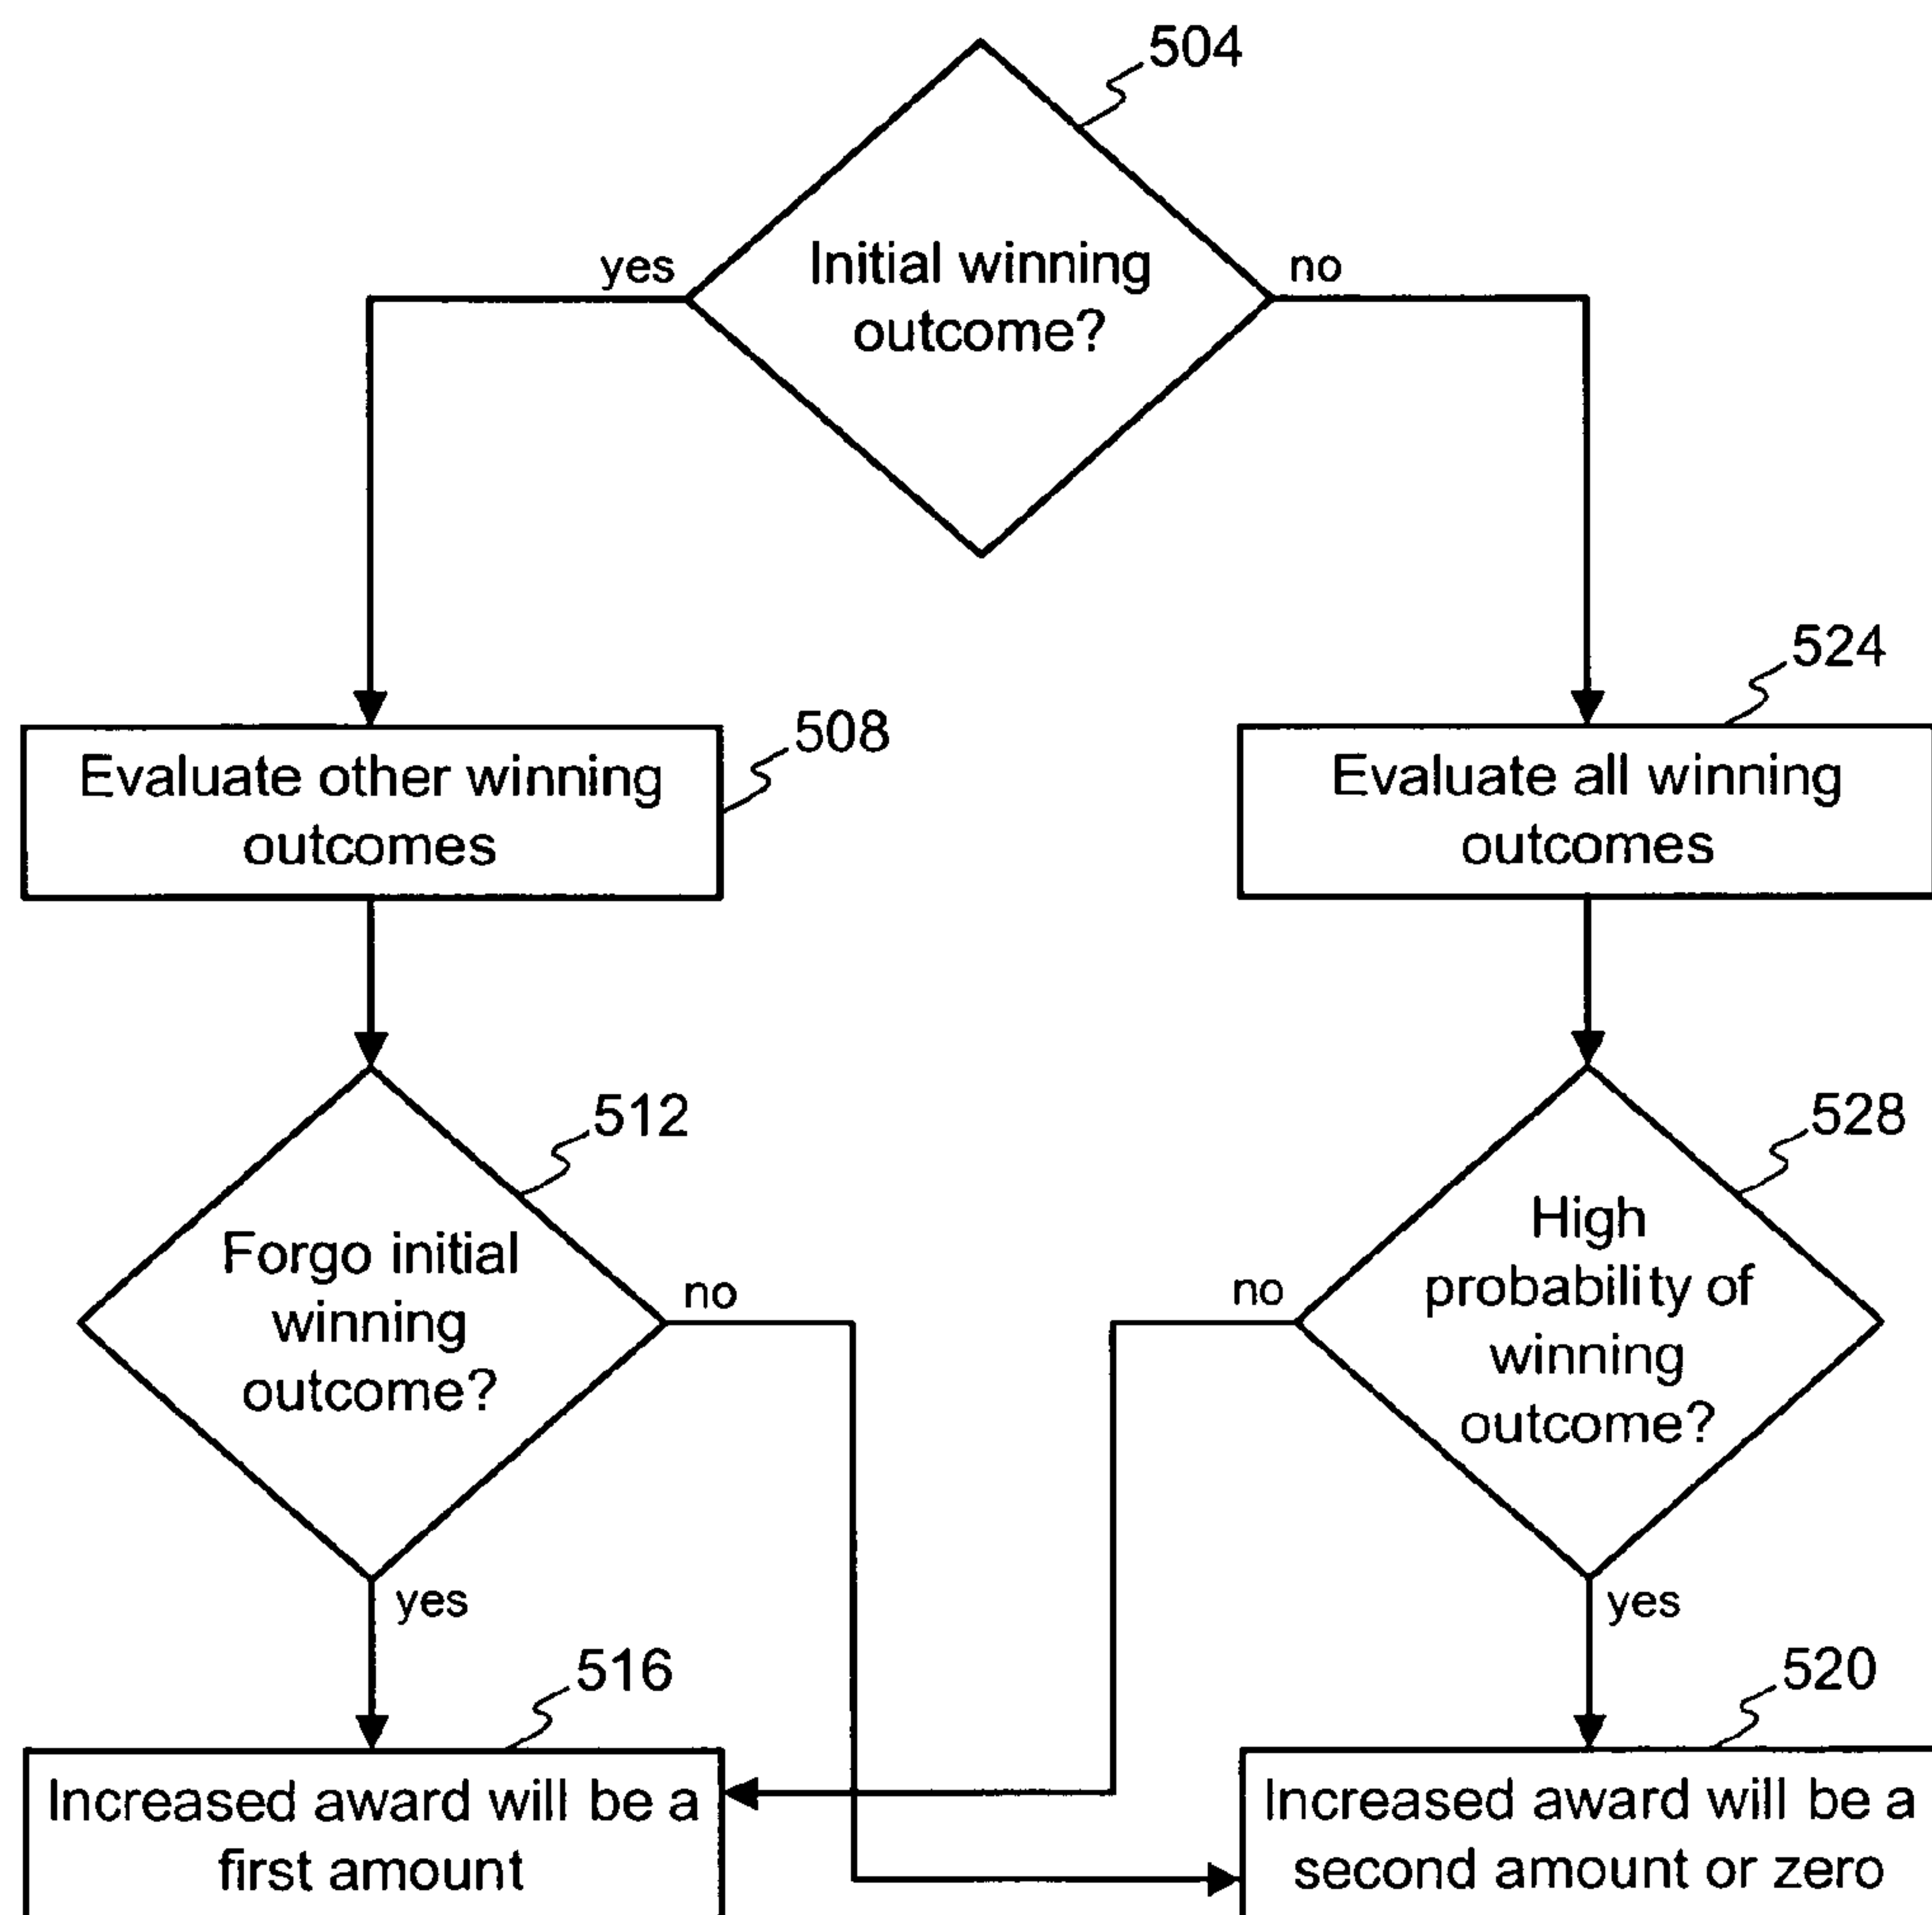 504
Initial winning
outcome?
yes
no
524
508
Evaluate other winning
outcomes
Evaluate all winning
outcomes
512
528
Forgo initial
winning
outcome?
no
no
High
probability of
winning
outcome?
yes
yes
516
520
Increased award will be a
first amount
Increased award will be a
second amount or zero